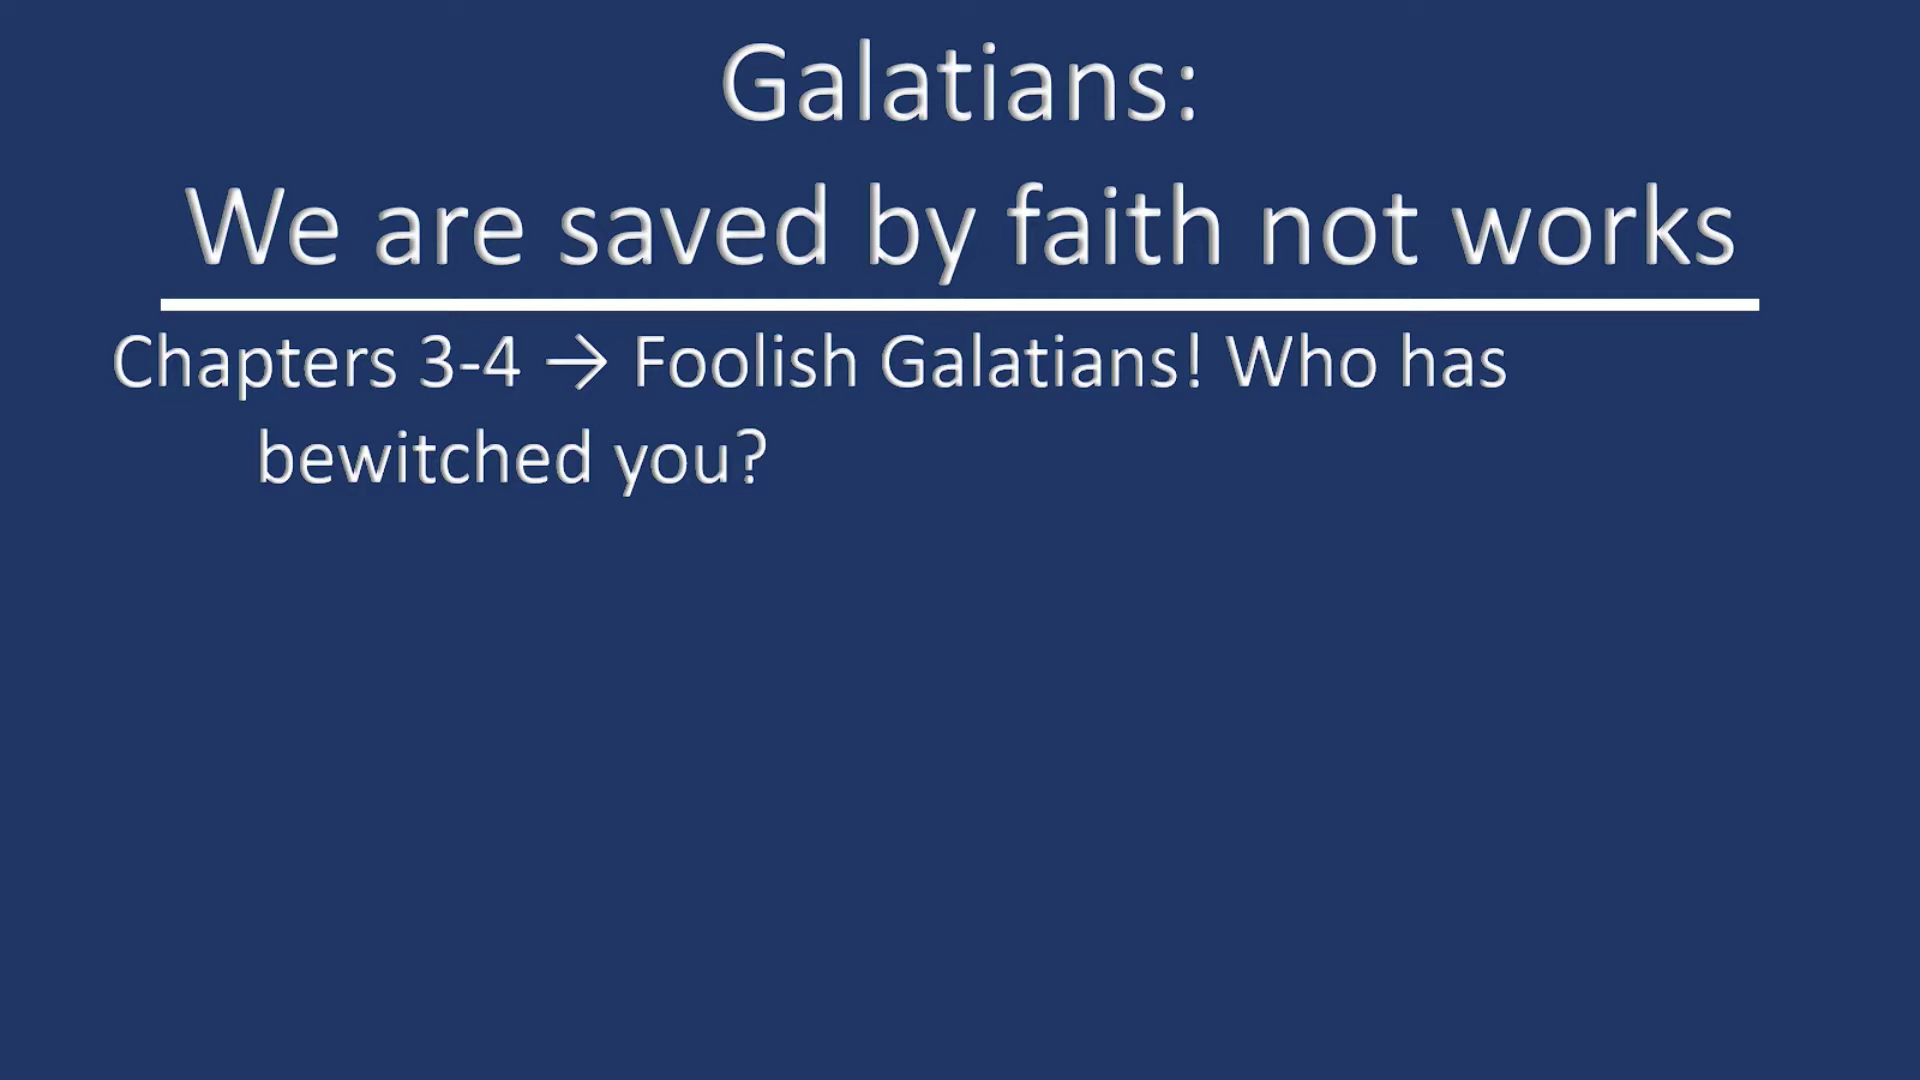 Galatians:
We are saved by faith not works
Chapters 3-4 → Foolish Galatians! Who has
bewitched you?